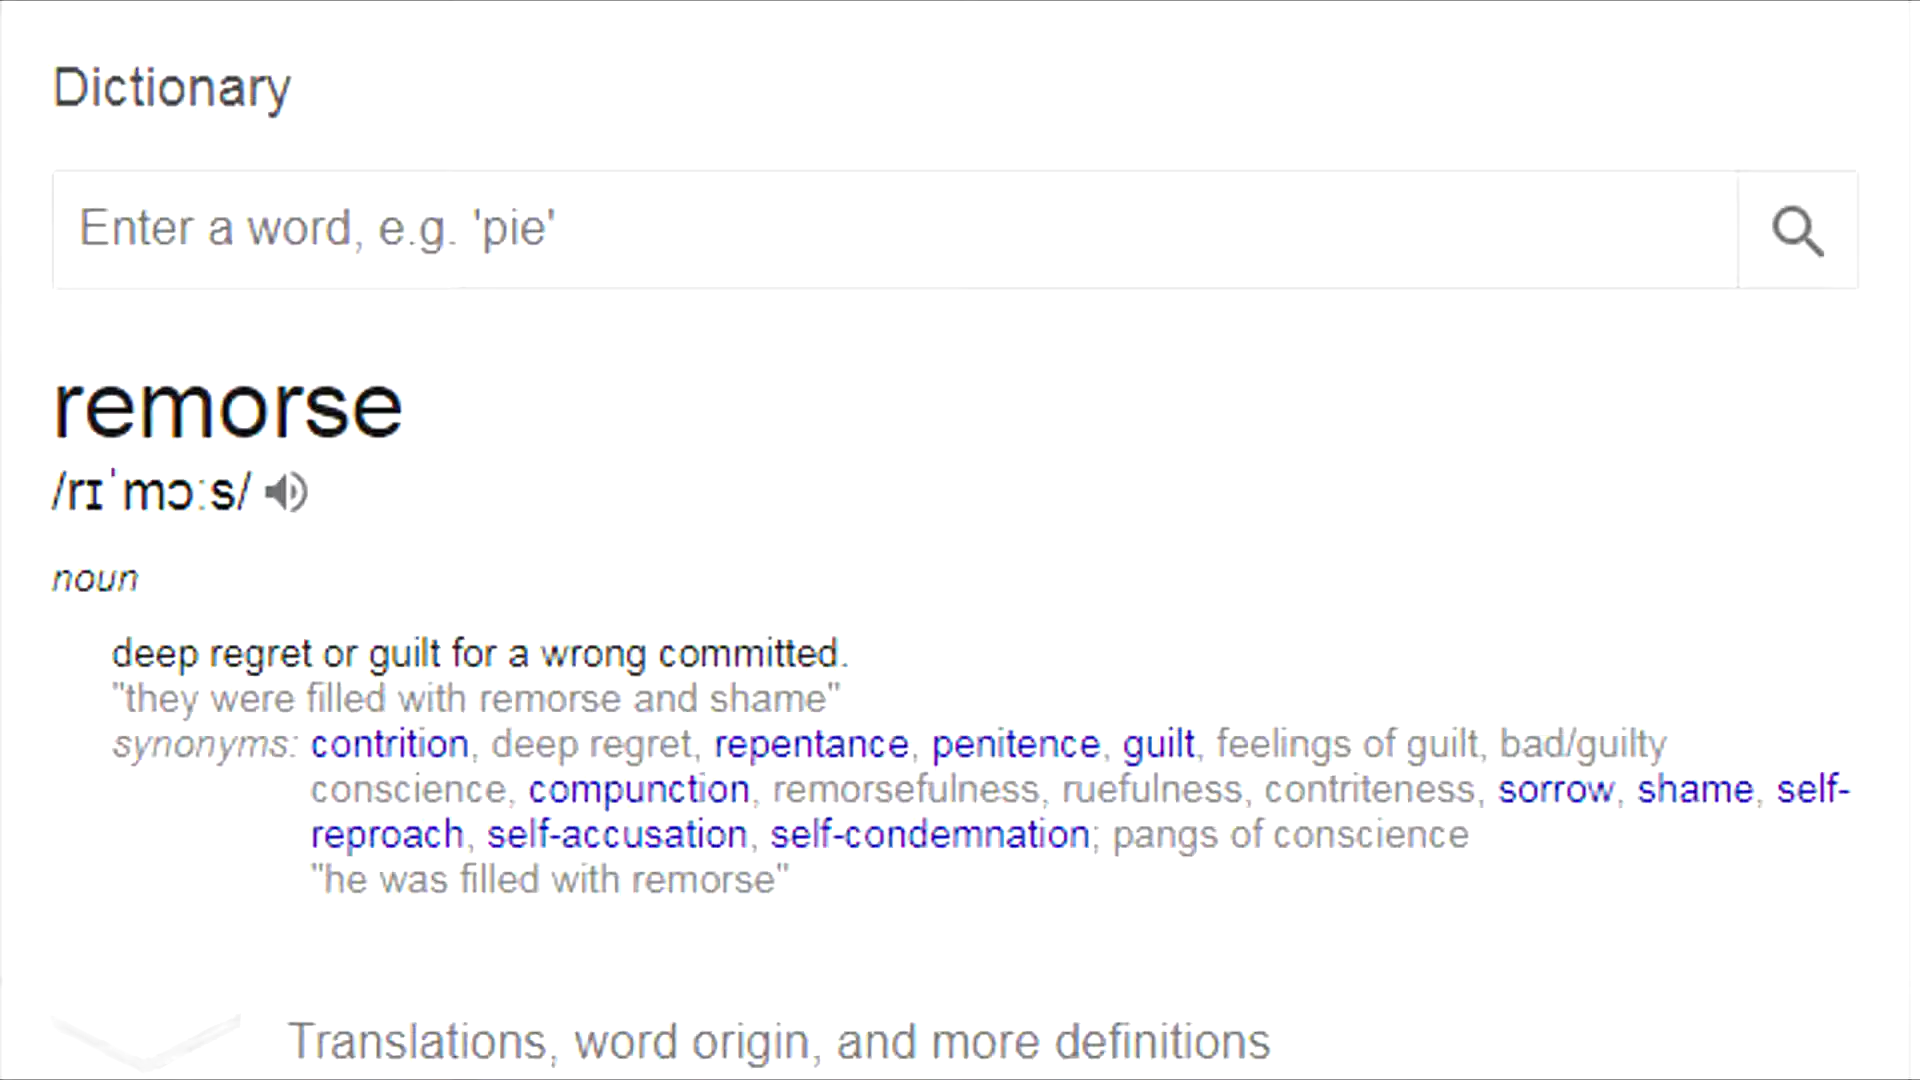 Dictionary
Enter a word, e.g. 'pie'
remorse
/rɪˈmɔːs/
noun
deep regret or guilt for a wrong committed.
"they were filled with remorse and shame"
synonyms: contrition, deep regret, repentance, penitence, guilt, feelings of guilt, bad/guilty
conscience, compunction, remorsefulness, ruefulness, contriteness, sorrow, shame, self-
reproach, self-accusation, self-condemnation; pangs of conscience
"he was filled with remorse"
Translations, word origin, and more definitions